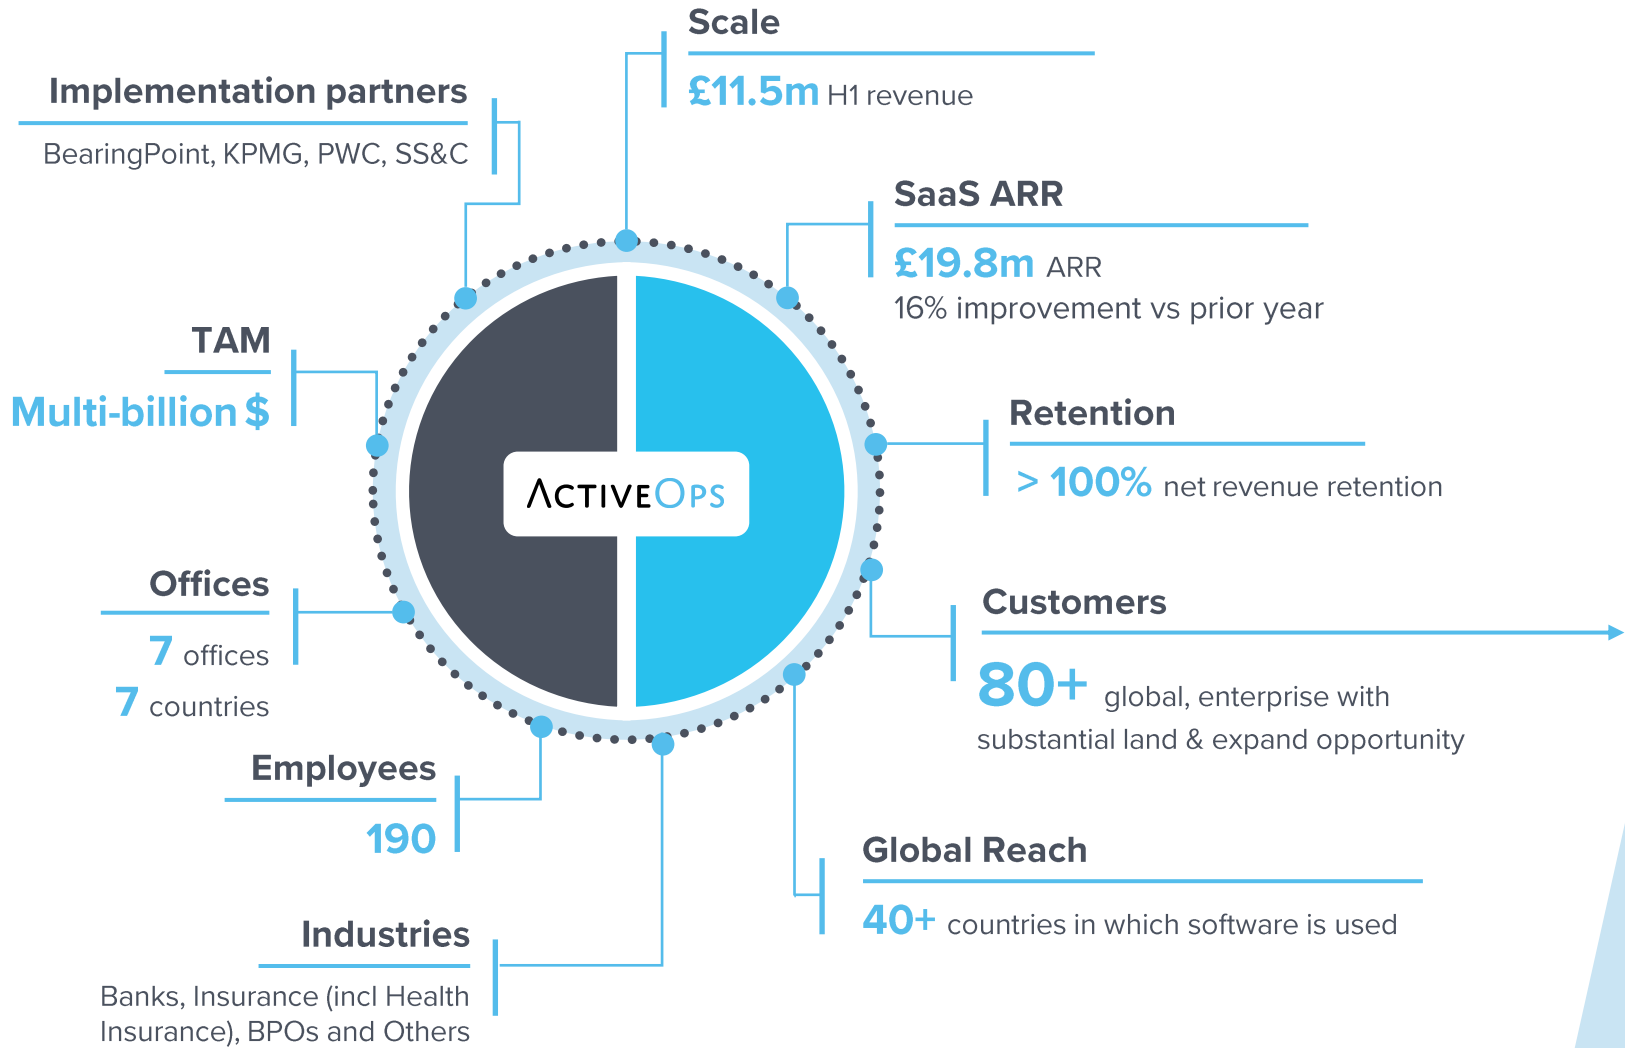 Scale
£11.5m H1 revenue
Implementation partners
BearingPoint, KPMG, PWC, SS&C
SaaS ARR
£19.8m ARR
16% improvement vs prior year
TAM
Multi-billion $
Retention
> 100% net revenue retention
ACTIVEOPS
Offices
7 offices
7 countries
Customers
80+ global, enterprise with
substantial land & expand opportunity
Employees
190
Global Reach
40+ countries in which software is used
Industries
Banks, Insurance (incl Health
Insurance), BPOs and Others